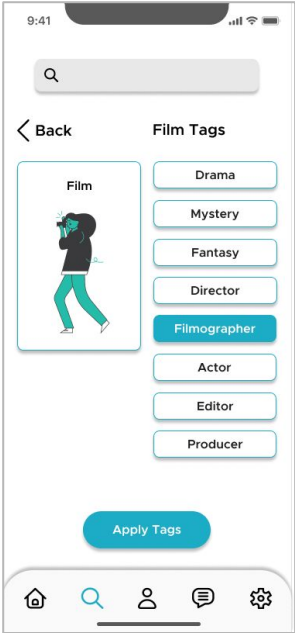 9:41
Back
Film Tags
Film
Drama
Mystery
Fantasy
Director
Filmographer
Actor
Editor
Producer
Apply Tags